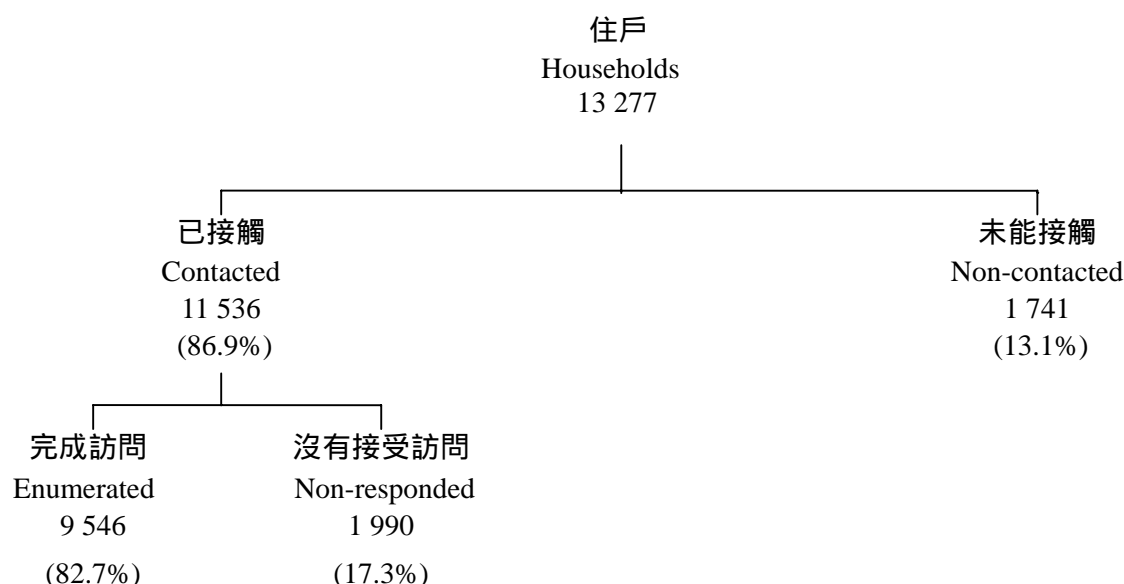 住戶
Households
13 277
已接觸
Contacted
11 536
(86.9%)
未能接觸
Non-contacted
1 741
(13.1%)
完成訪問
Enumerated
9 546
(82.7%)
沒有接受訪問
Non-responded
1 990
(17.3%)